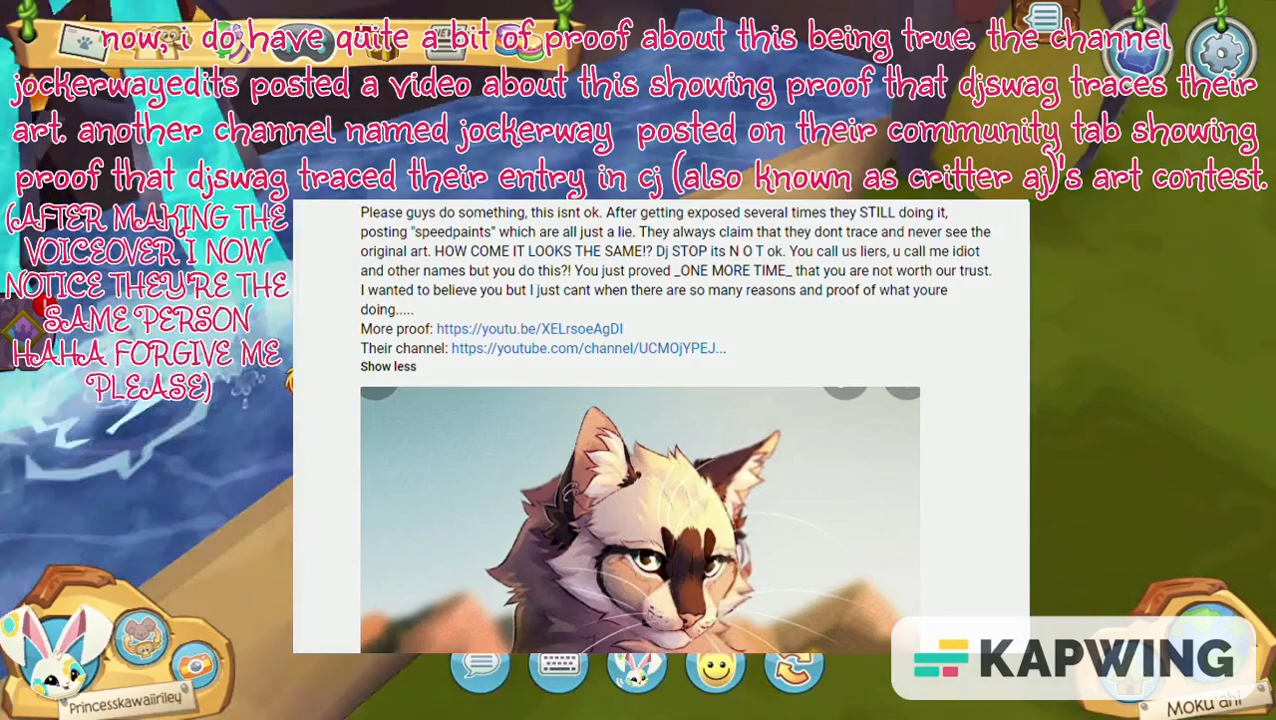 now, i do have quite a bit of proof about this being true. the channel
jockerwayedits posted a video about this showing proof that djswag traces their
art. another channel named jockerway posted on their community tab showing
proof that djswag traced their entry in cj (also known as critter aj)'s art contest.
(AFTER MAKING THE
VOICEOVER I NOW
NOTICE THEY'RE THE
SAME PERSON
HAHA FORGIVE ME
PLEASE)
Please guys do something, this isnt ok. After getting exposed several times they STILL doing it,
posting "speedpaints" which are all just a lie. They always claim that they dont trace and never see the
original art. HOW COME IT LOOKS THE SAME!? Dj STOP its N O T ok. You call us liers, u call me idiot
and other names but you do this?! You just proved _ONE MORE TIME_ that you are not worth our trust.
I wanted to believe you but I just cant when there are so many reasons and proof of what youre
doing.....
More proof: https://youtu.be/XELrsoeAgDI
Their channel: https://youtube.com/channel/UCMOjYPEJ...
Show less
Princesskawaiiriley
KAPWING
Moku'ahi